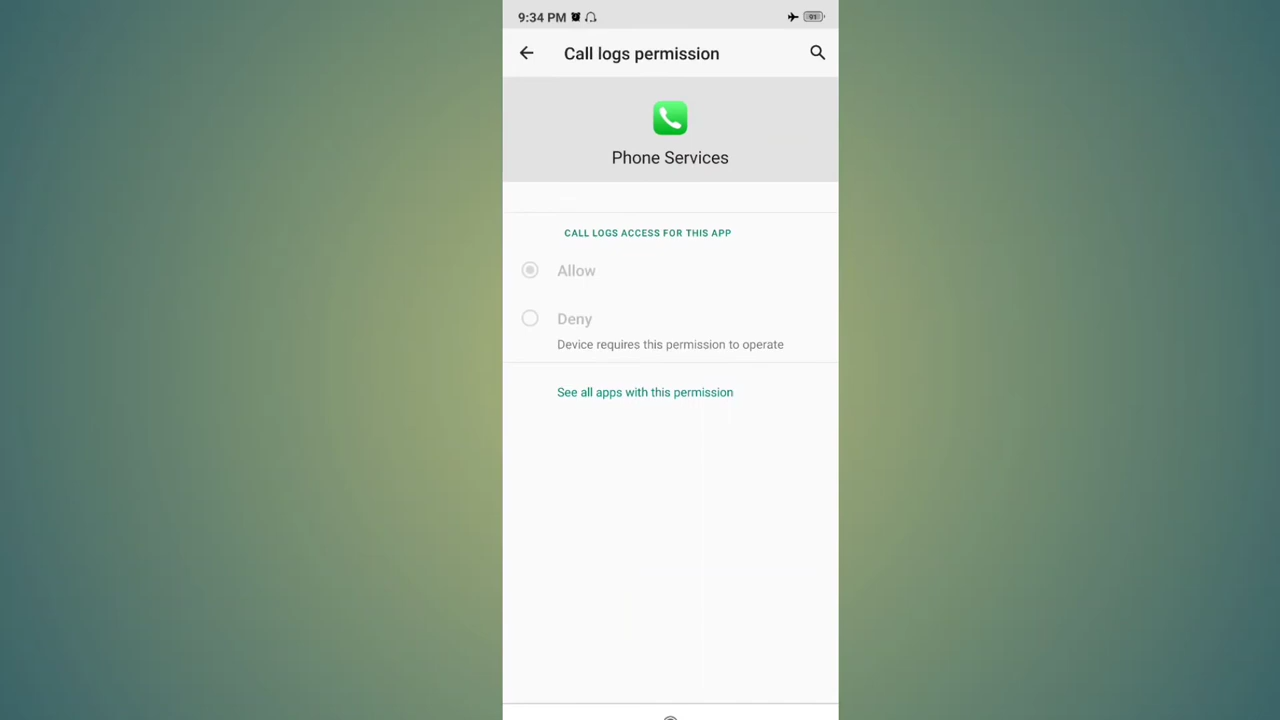 9:34 PM
91
Call logs permission
Phone Services
CALL LOGS ACCESS FOR THIS APP
Allow
Deny
Device requires this permission to operate
See all apps with this permission